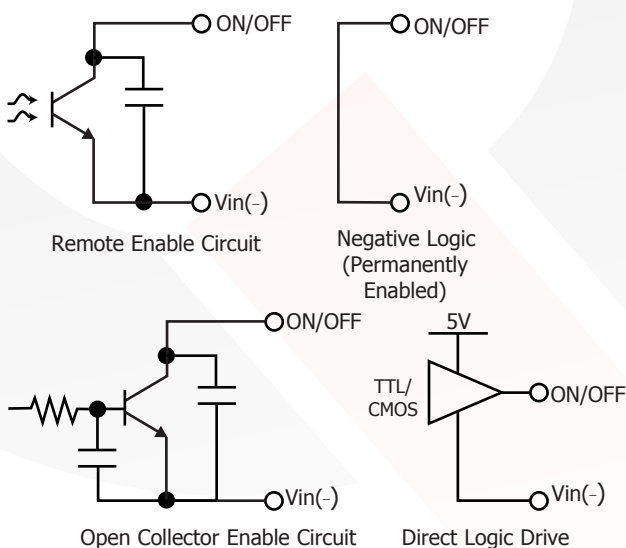 ON/OFF
Vin(–)
Remote Enable Circuit
ON/OFF
Vin(–)
Negative Logic
(Permanently
Enabled)
ON/OFF
Vin(–)
Open Collector Enable Circuit
5V
TTL/
CMOS
ON/OFF
Vin(–)
Direct Logic Drive